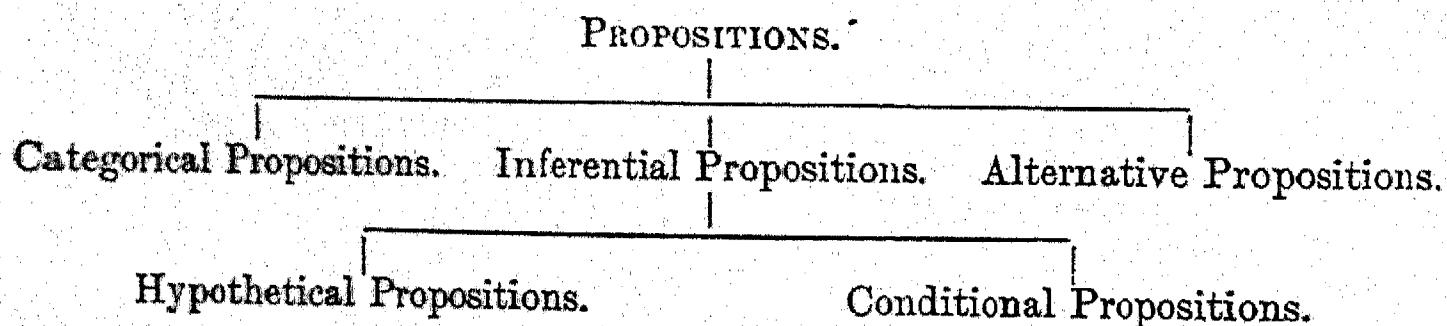 PROPOSITIONS.
Categorical Propositions. Inferential Propositions. Alternative Propositions.
Hypothetical Propositions. Conditional Propositions.